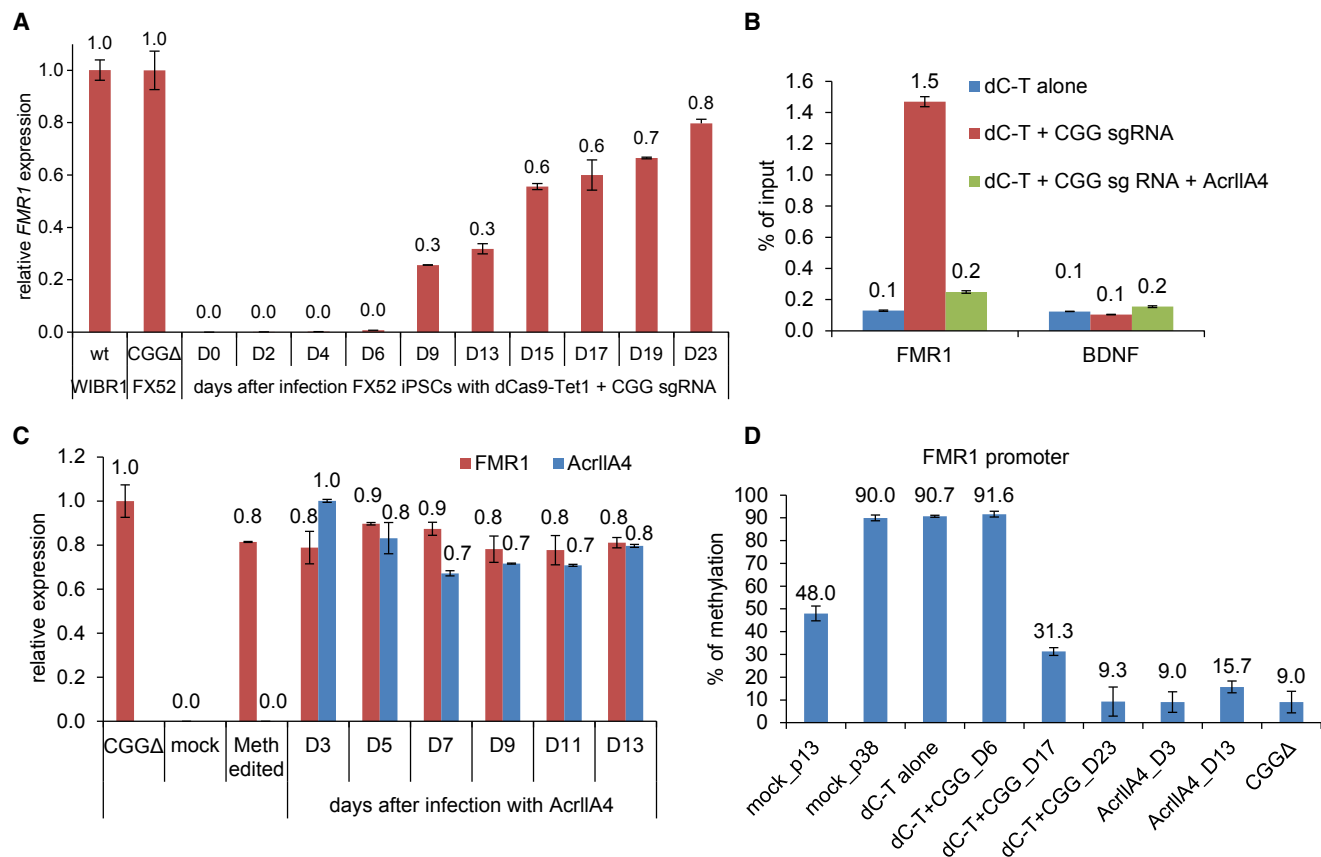 A
relative FMR1 expression
1.0
0.8
0.6
0.4
0.2
0.0
1.0 1.0 0.0 0.0 0.0 0.0 0.3 0.3 0.6 0.6 0.7 0.8
wt CGGΔ D0 D2 D4 D6 D9 D13 D15 D17 D19 D23
WIBR1 FX52 days after infection FX52 iPSCs with dCas9-Tet1 + CGG sgRNA
B
% of input
1.6
1.4
1.2
1.0
0.8
0.6
0.4
0.2
0.0
dC-T alone
dC-T + CGG sgRNA
dC-T + CGG sg RNA + AcrIIA4
0.1 1.5 0.2 0.1 0.1 0.2
FMR1 BDNF
C
relative expression
1.2
1.0
0.8
0.6
0.4
0.2
0.0
FMR1 AcrIIA4
1.0 0.0 0.8 0.0 0.8 1.0 0.9 0.8 0.9 0.7 0.8 0.7 0.8 0.7 0.8 0.8
CGGΔ mock Meth D3 D5 D7 D9 D11 D13
edited
days after infection with AcrIIA4
D
FMR1 promoter
% of methylation
100
90
80
70
60
50
40
30
20
10
0
48.0 90.0 90.7 91.6 31.3 9.3 9.0 15.7 9.0
mock_p13
mock_p38
dC-T alone
dC-T+CGG_D6
dC-T+CGG_D17
dC-T+CGG_D23
AcrIIA4_D3
AcrIIA4_D13
CGGΔ